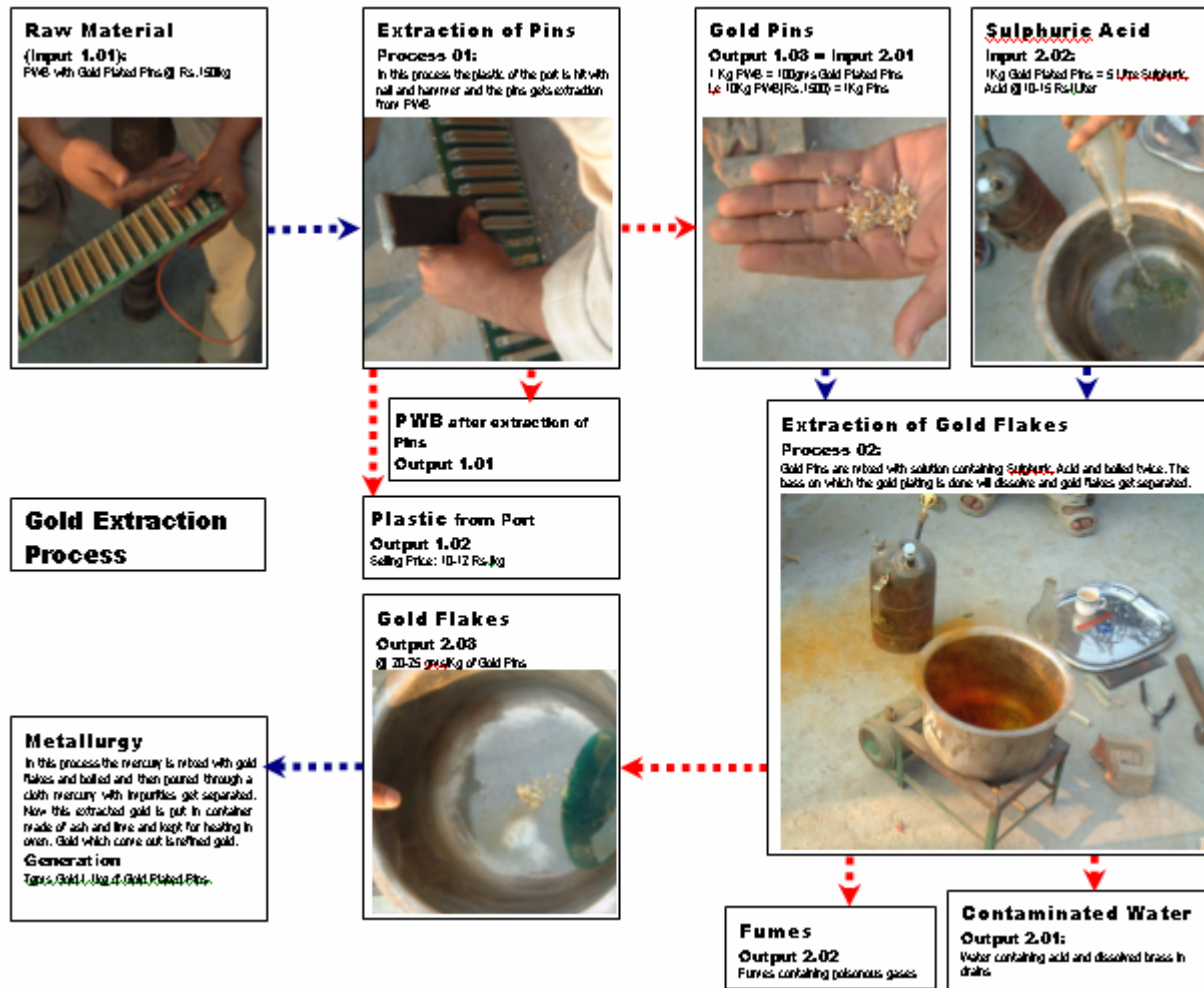 Raw Material
(Input 1.01):
PWB with Gold Plated Pins @ Rs.150/kg
Extraction of Pins
Process 01:
In this process the plastic of the port is hit with
nail and hammer and the pins gets extraction
from PWB
Gold Pins
Output 1.03 = Input 2.01
1 Kg PWB = 100gms Gold Plated Pins
i.e 10Kg PWB(Rs.1500) = 1Kg Pins
Sulphuric Acid
Input 2.02:
1Kg Gold Plated Pins = 5 Litre Sulphuric
Acid @ 10-15 Rs/Liter
PWB after extraction of
Pins
Output 1.01
Plastic from Port
Output 1.02
Selling Price: 10-12 Rs/kg
Gold Extraction
Process
Extraction of Gold Flakes
Process 02:
Gold Pins are mixed with solution containing Sulphuric Acid and boiled twice. The
bass on which the gold plating is done will dissolve and gold flakes get separated.
Gold Flakes
Output 2.03
@ 20-25 gms/Kg of Gold Pins
Metallurgy
In this process the mercury is mixed with gold
flakes and boiled and then poured through a
cloth mercury with impurities get separated.
Now this extracted gold is put in container
made of ash and lime and kept for heating in
oven. Gold which come out is refined gold.
Generation
Gold of Gold Plated Pins
Fumes
Output 2.02
Fumes containing poisonous gases
Contaminated Water
Output 2.01:
Water containing acid and dissolved brass in
drains